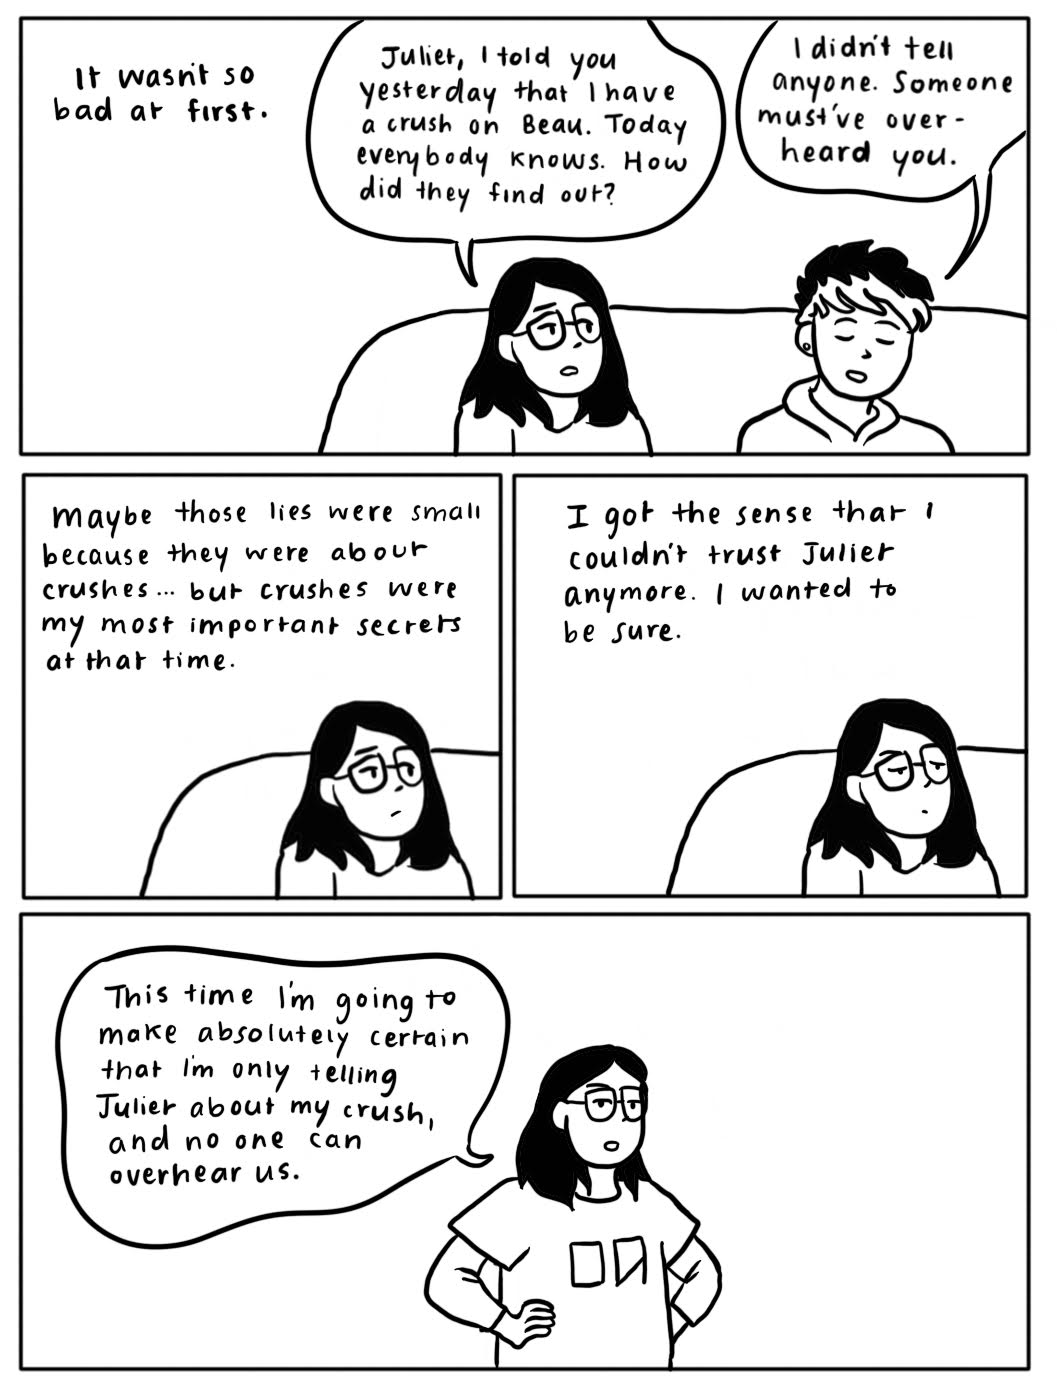 It wasn't so
bad at first.
Juliet, I told you
yesterday that I have
a crush on Beau. Today
everybody knows. How
did they find out?
I didn't tell
anyone. Someone
must've over-
heard you.
Maybe those lies were small
because they were about
crushes... but crushes were
my most important secrets
at that time.
I got the sense that I
couldn't trust Juliet
anymore. I wanted to
be sure.
This time I'm going to
make absolutely certain
that I'm only telling
Juliet about my crush,
and no one can
overhear us.